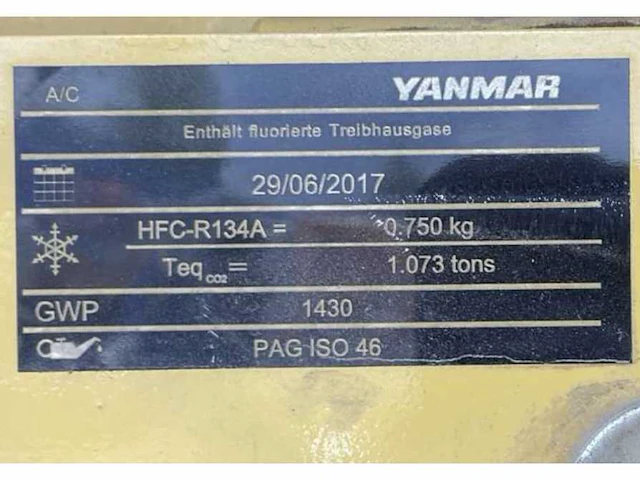 A/C YANMAR
Enthält fluorierte Treibhausgase
29/06/2017
HFC-R134A = 0.750 kg
Teq CO2 = 1.073 tons
GWP 1430
PAG ISO 46